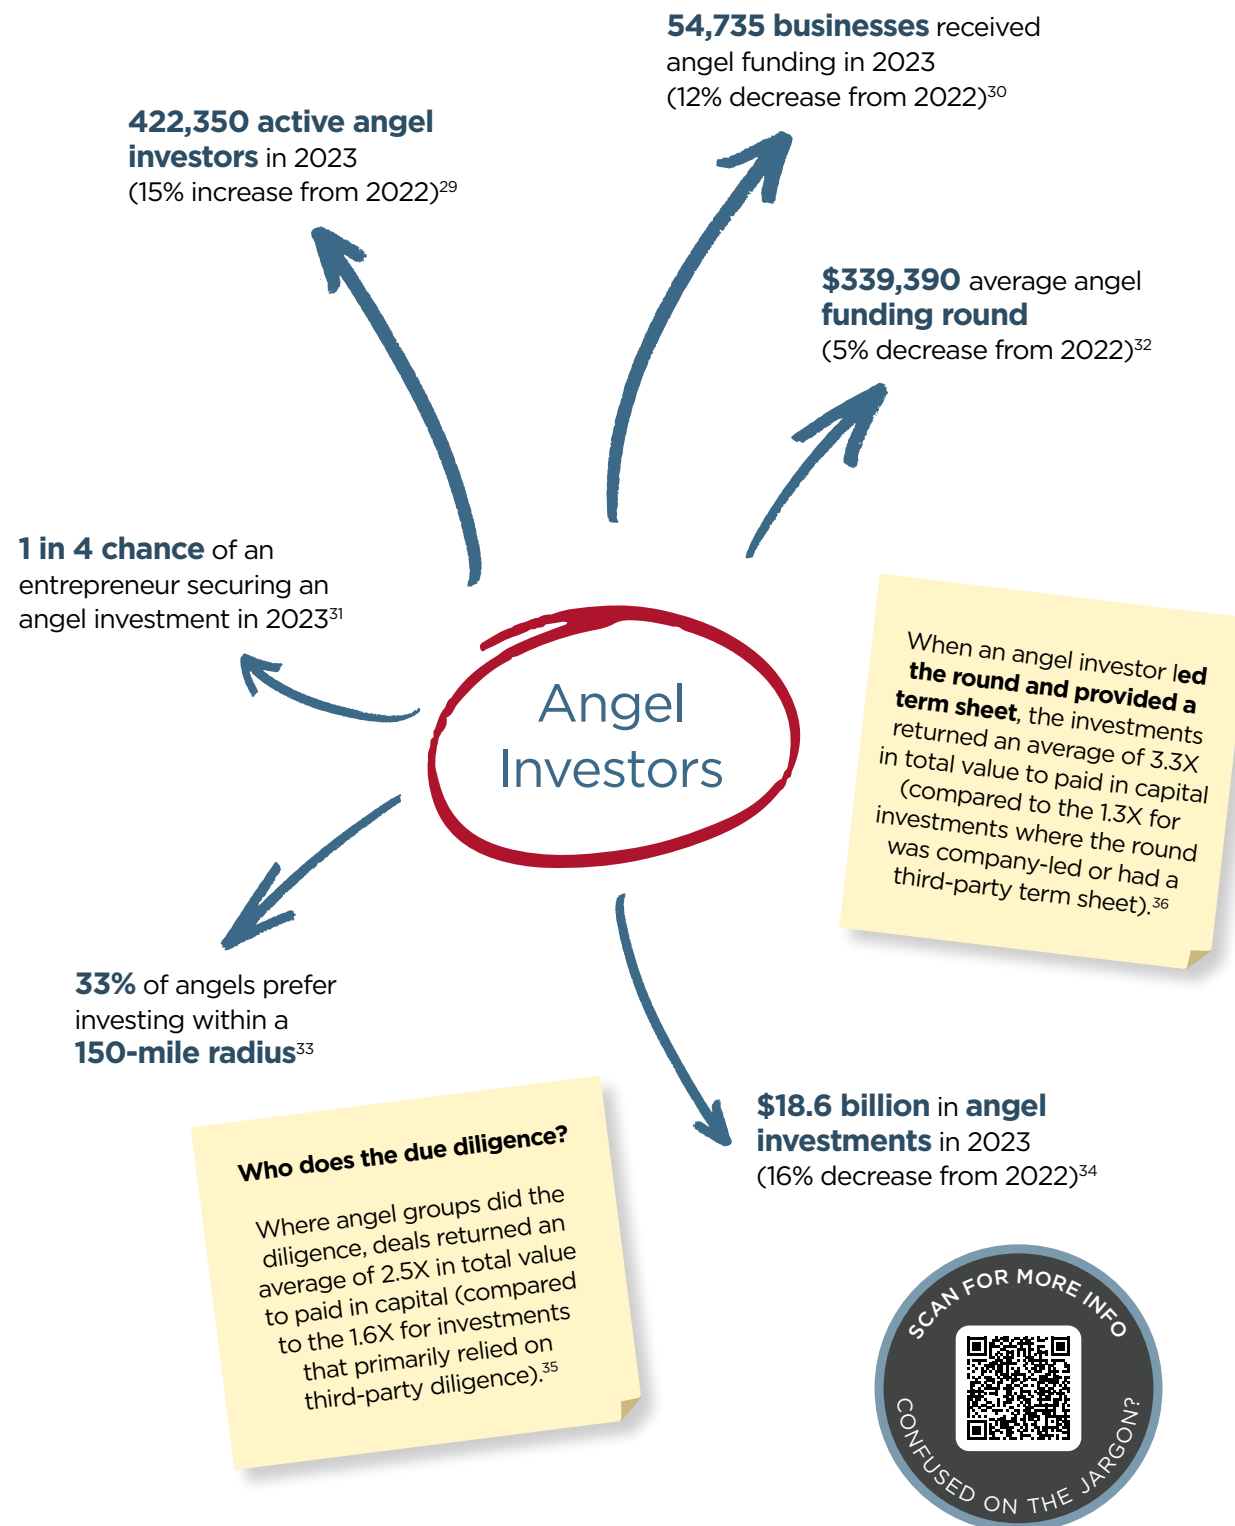 54,735 businesses received
angel funding in 2023
(12% decrease from 2022)30
422,350 active angel
investors in 2023
(15% increase from 2022)29
$339,390 average angel
funding round
(5% decrease from 2022)32
1 in 4 chance of an
entrepreneur securing an
angel investment in 202331
Angel
Investors
When an angel investor led
the round and provided a
term sheet, the investments
returned an average of 3.3X
in total value to paid in capital
(compared to the 1.3X for
investments where the round
was company-led or had a
third-party term sheet).36
33% of angels prefer
investing within a
150-mile radius33
$18.6 billion in angel
investments in 2023
(16% decrease from 2022)34
Who does the due diligence?
Where angel groups did the
diligence, deals returned an
average of 2.5X in total value
to paid in capital (compared
to the 1.6X for investments
that primarily relied on
third-party diligence).35
SCAN FOR MORE INFO
CONFUSED ON THE JARGON?